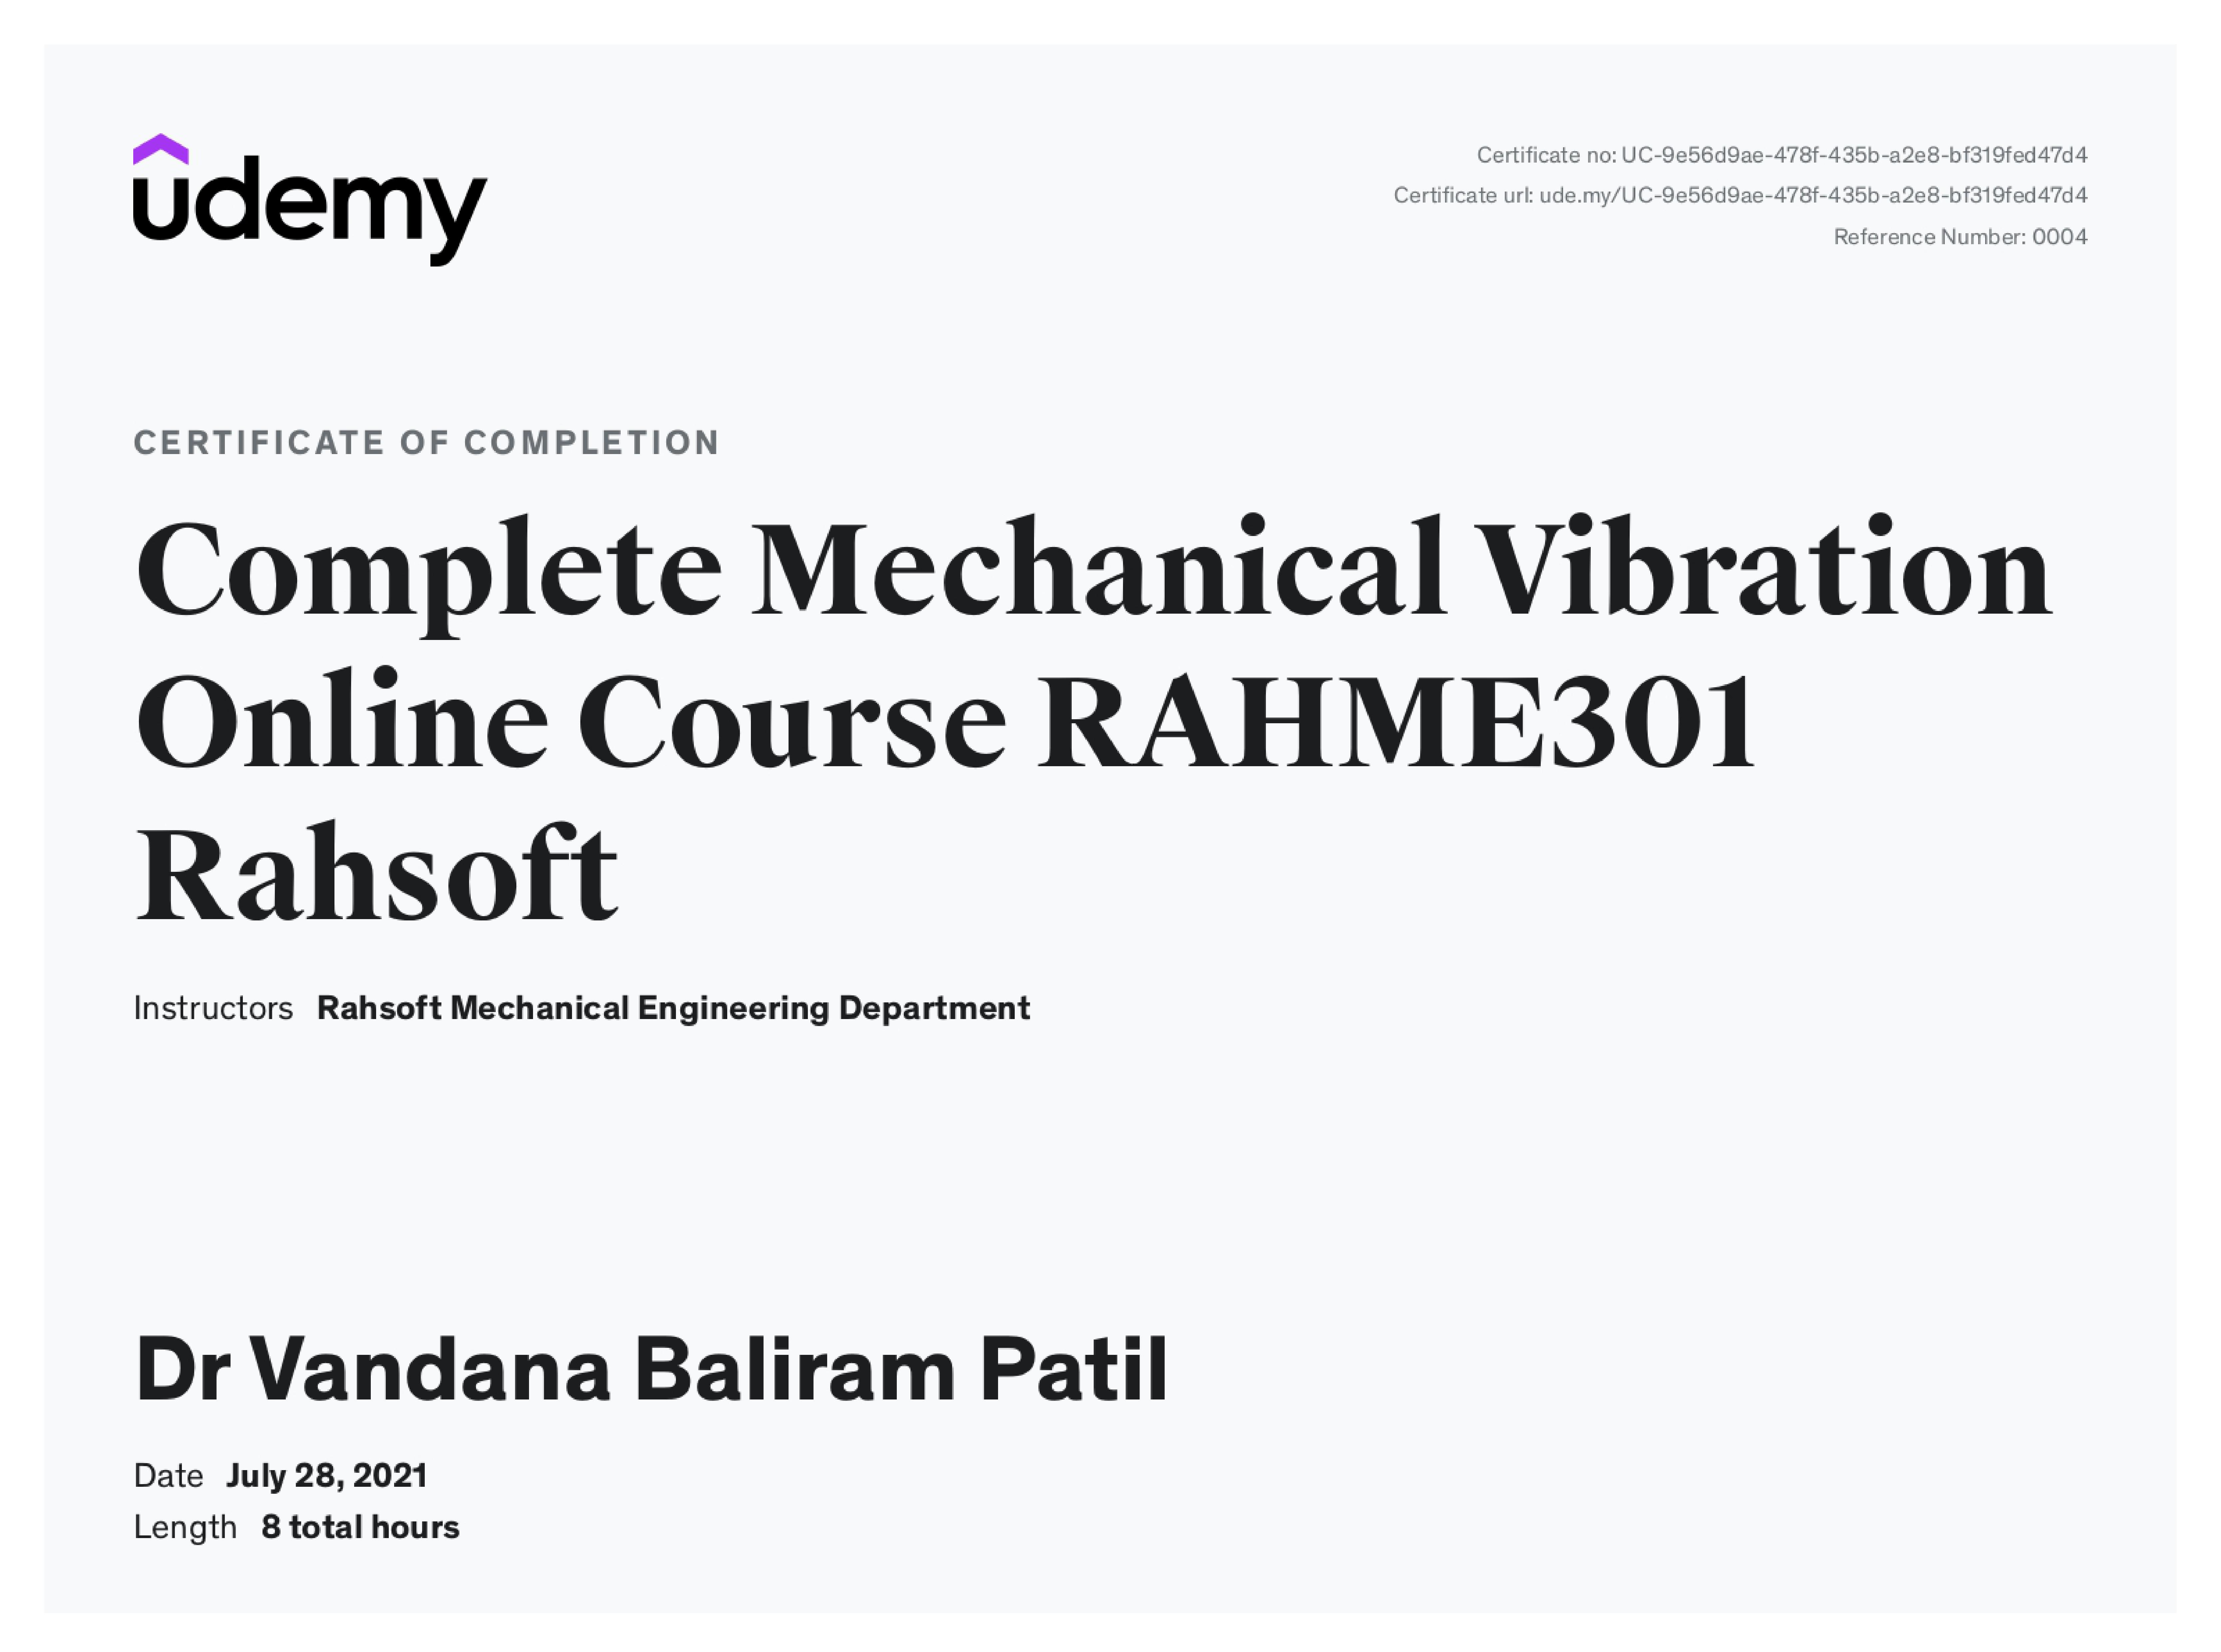 udemy
Certificate no: UC-9e56d9ae-478f-435b-a2e8-bf319fed47d4
Certificate url: ude.my/UC-9e56d9ae-478f-435b-a2e8-bf319fed47d4
Reference Number: 0004
CERTIFICATE OF COMPLETION
Complete Mechanical Vibration
Online Course RAHME301
Rahsoft
Instructors Rahsoft Mechanical Engineering Department
Dr Vandana Baliram Patil
Date July 28, 2021
Length 8 total hours